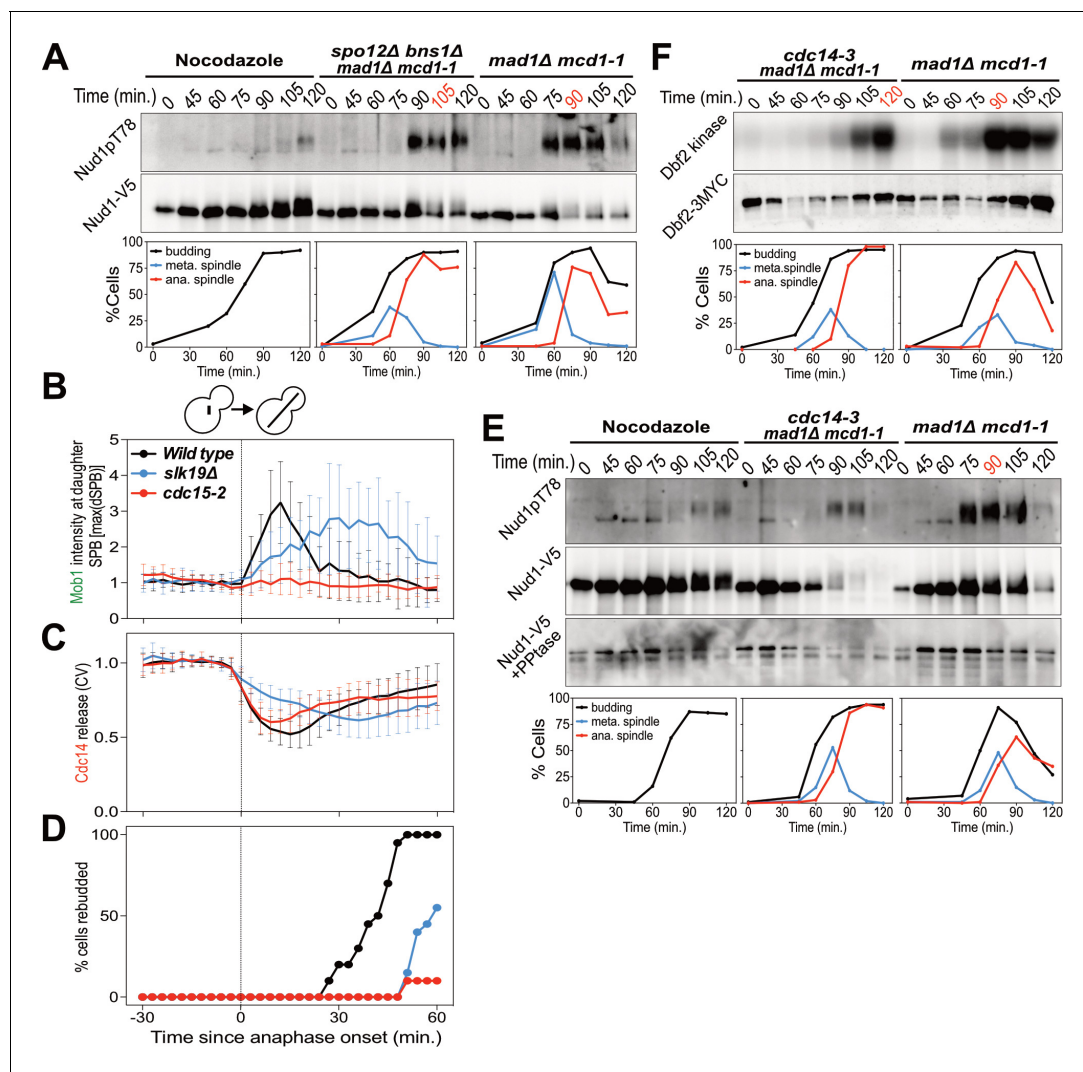 A
Nocodazole
spo12Δ bns1Δ
mad1Δ mcd1-1
mad1Δ mcd1-1
Time (min.) 0 45 60 75 90 105 120 0 45 60 75 90 105 120 0 45 60 75 90 105 120
Nud1pT78
Nud1-V5
%Cells
100
75
50
25
0
budding
meta. spindle
ana. spindle
0 30 60 90 120 0 30 60 90 120 0 30 60 90 120
Time (min.) Time (min.) Time (min.)
B
Mob1 intensity at daughter
SPB [max(dSPB)]
5
4
3
2
1
0
Wild type
slk19Δ
cdc15-2
C
Cdc14 release (CV)
1.0
0.5
0.0
D
% cells rebudded
100
50
0
-30 0 30 60
Time since anaphase onset (min.)
F
cdc14-3
mad1Δ mcd1-1
mad1Δ mcd1-1
Time (min.) 0 45 60 75 90 105 120 0 45 60 75 90 105 120
Dbf2 kinase
Dbf2-3MYC
% Cells
100
75
50
25
0
budding
meta.spindle
ana. spindle
0 30 60 90 120 0 30 60 90 120
Time (min.) Time (min.)
E
Nocodazole
cdc14-3
mad1Δ mcd1-1
mad1Δ mcd1-1
Time (min.) 0 45 60 75 90 105 120 0 45 60 75 90 105 120 0 45 60 75 90 105 120
Nud1pT78
Nud1-V5
Nud1-V5
+PPtase
% Cells
100
75
50
25
0
budding
meta. spindle
ana. spindle
0 30 60 90 120 0 30 60 90 120 0 30 60 90 120
Time (min.) Time (min.) Time (min.)